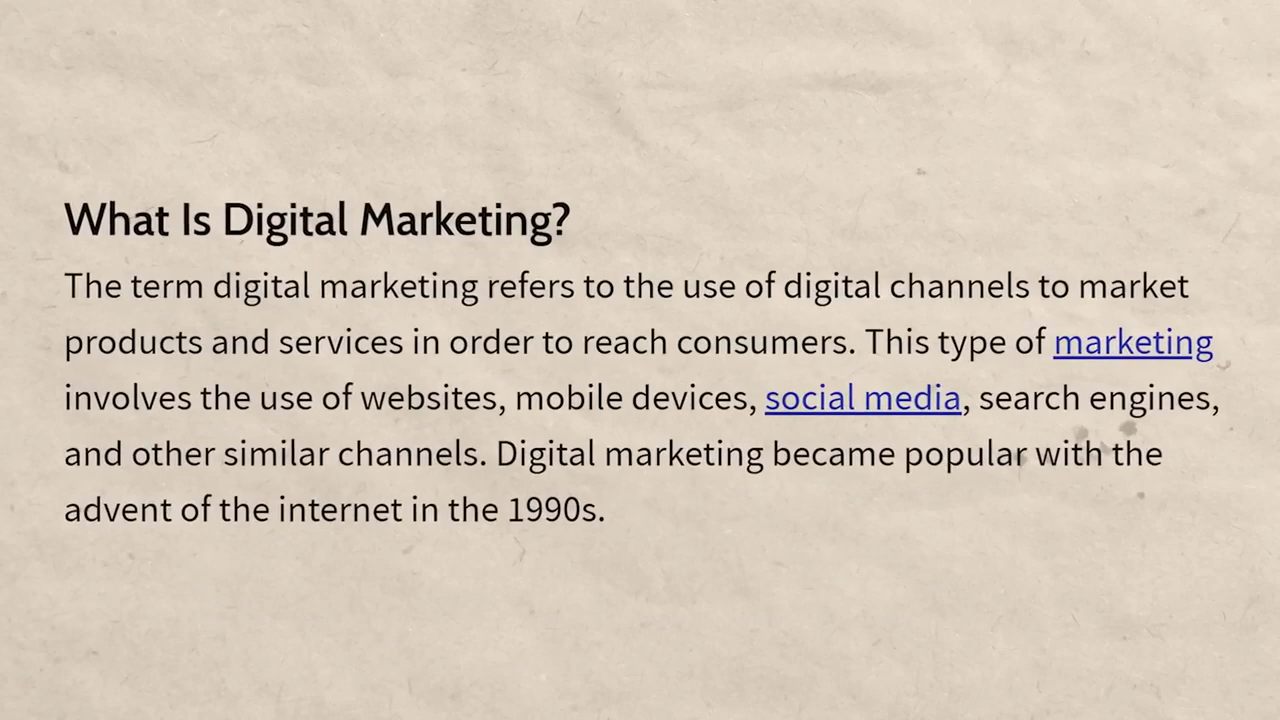 What Is Digital Marketing?
The term digital marketing refers to the use of digital channels to market
products and services in order to reach consumers. This type of marketing
involves the use of websites, mobile devices, social media, search engines,
and other similar channels. Digital marketing became popular with the
advent of the internet in the 1990s.